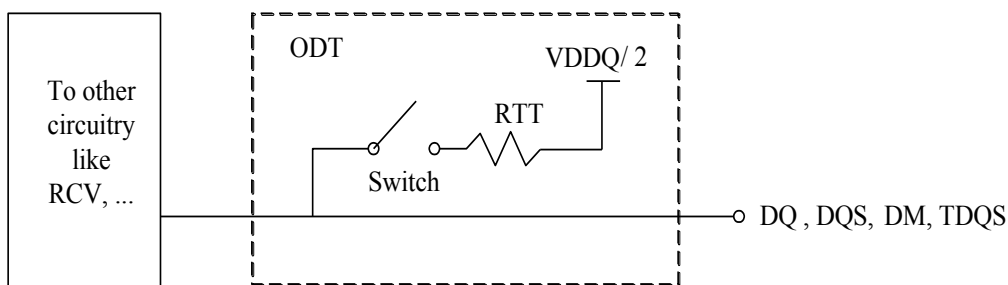 To other
circuitry
like
RCV, ...
ODT
VDDQ/ 2
RTT
Switch
DQ , DQS, DM, TDQS